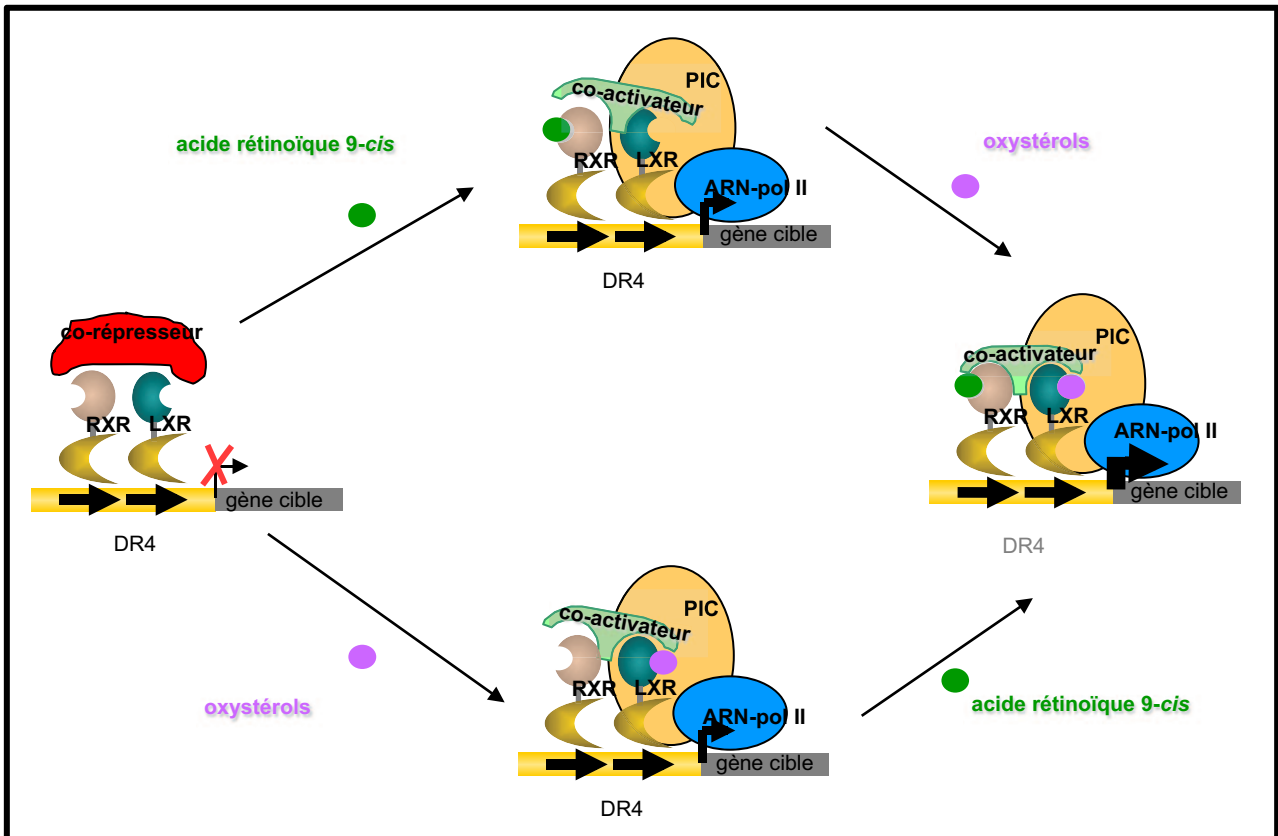 PIC
co-activateur
acide rétinoïque 9-cis
oxystérols
RXR LXR
ARN-pol II
gène cible
DR4
co-répresseur
RXR LXR
gène cible
DR4
PIC
co-activateur
RXR LXR
ARN-pol II
gène cible
DR4
PIC
co-activateur
oxystérols
RXR LXR
ARN-pol II
acide rétinoïque 9-cis
gène cible
DR4